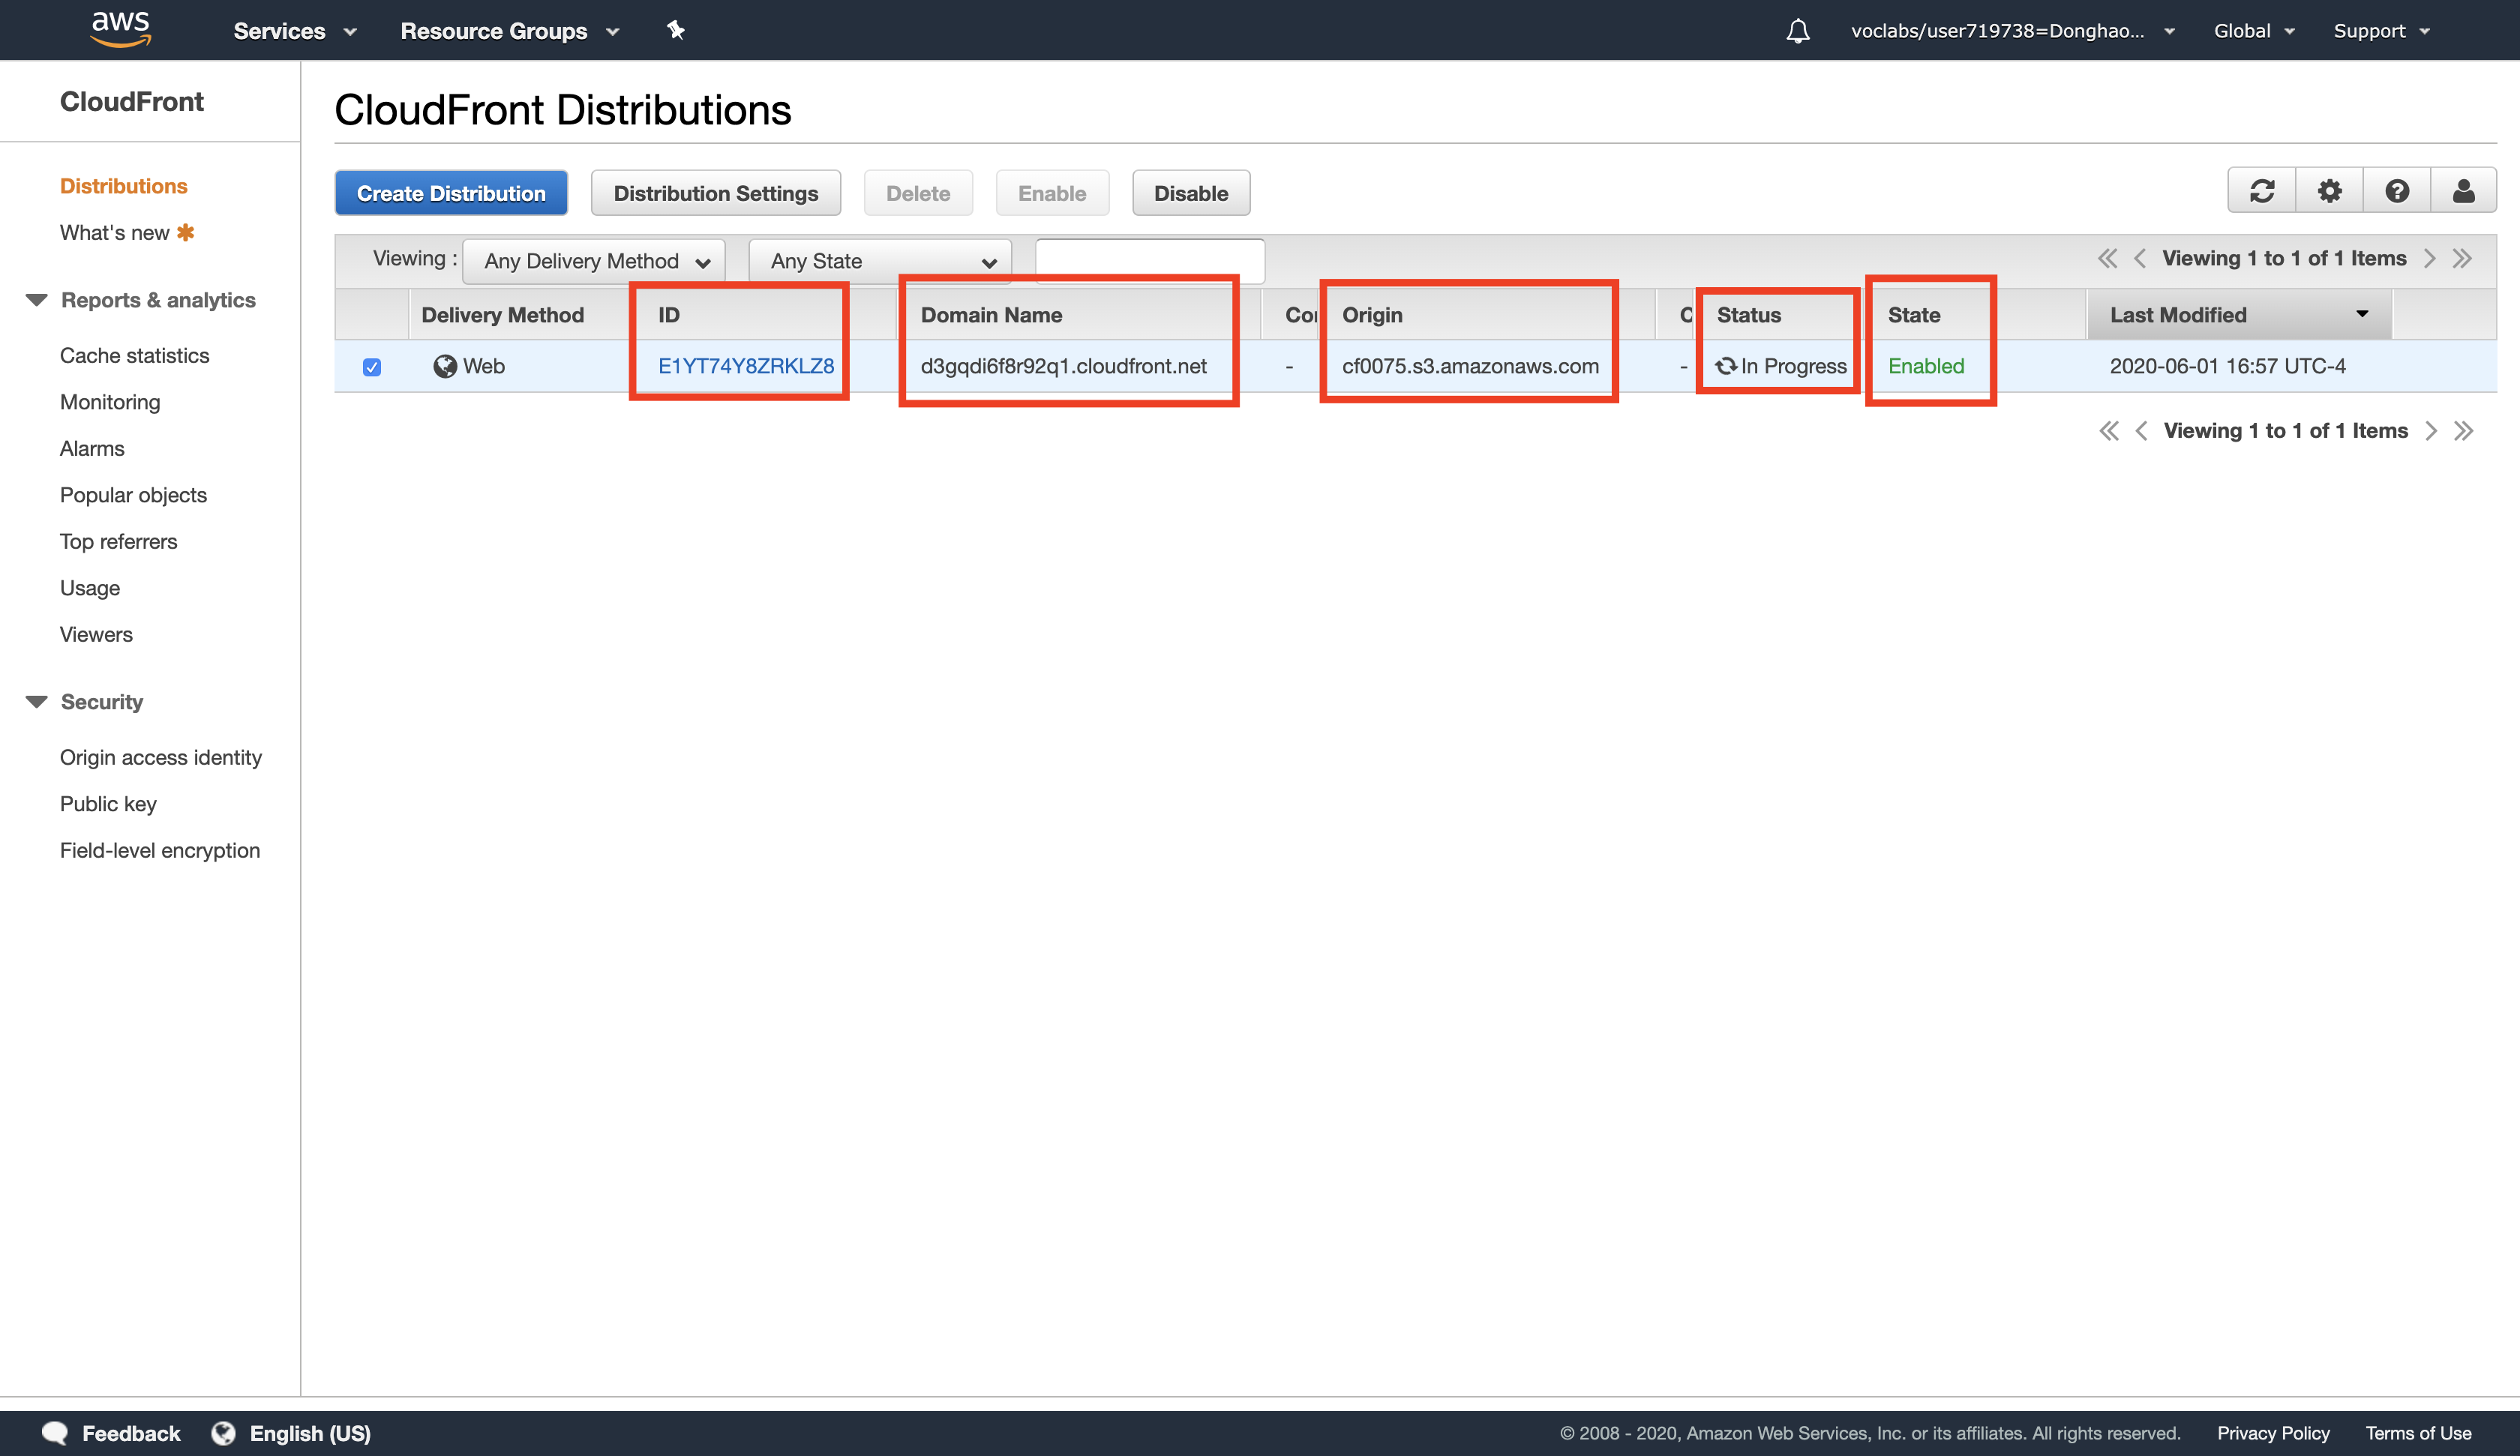 aws Services Resource Groups voclabs/user719738=Donghao... Global Support
CloudFront
Distributions
What's new
Reports & analytics
Cache statistics
Monitoring
Alarms
Popular objects
Top referrers
Usage
Viewers
Security
Origin access identity
Public key
Field-level encryption
CloudFront Distributions
Create Distribution Distribution Settings Delete Enable Disable
Viewing : Any Delivery Method Any State Viewing 1 to 1 of 1 Items
Delivery Method ID Domain Name Origin Status State Last Modified
Web E1YT74Y8ZRKLZ8 d3gqdi6f8r92q1.cloudfront.net - cf0075.s3.amazonaws.com - In Progress Enabled 2020-06-01 16:57 UTC-4
Viewing 1 to 1 of 1 Items
Feedback English (US) © 2008 - 2020, Amazon Web Services, Inc. or its affiliates. All rights reserved. Privacy Policy Terms of Use